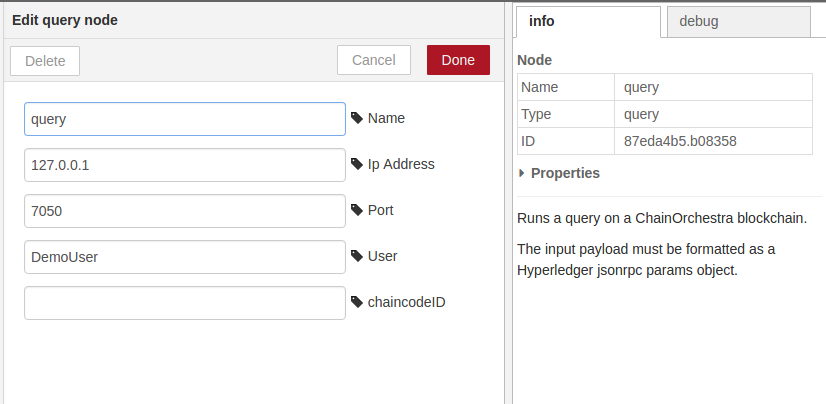 Edit query node
Delete
Cancel
Done
query
Name
127.0.0.1
Ip Address
7050
Port
DemoUser
User
chaincodeID
info
debug
Node
Name query
Type query
ID 87eda4b5.b08358
Properties
Runs a query on a ChainOrchestra blockchain.
The input payload must be formatted as a
Hyperledger jsonrpc params object.